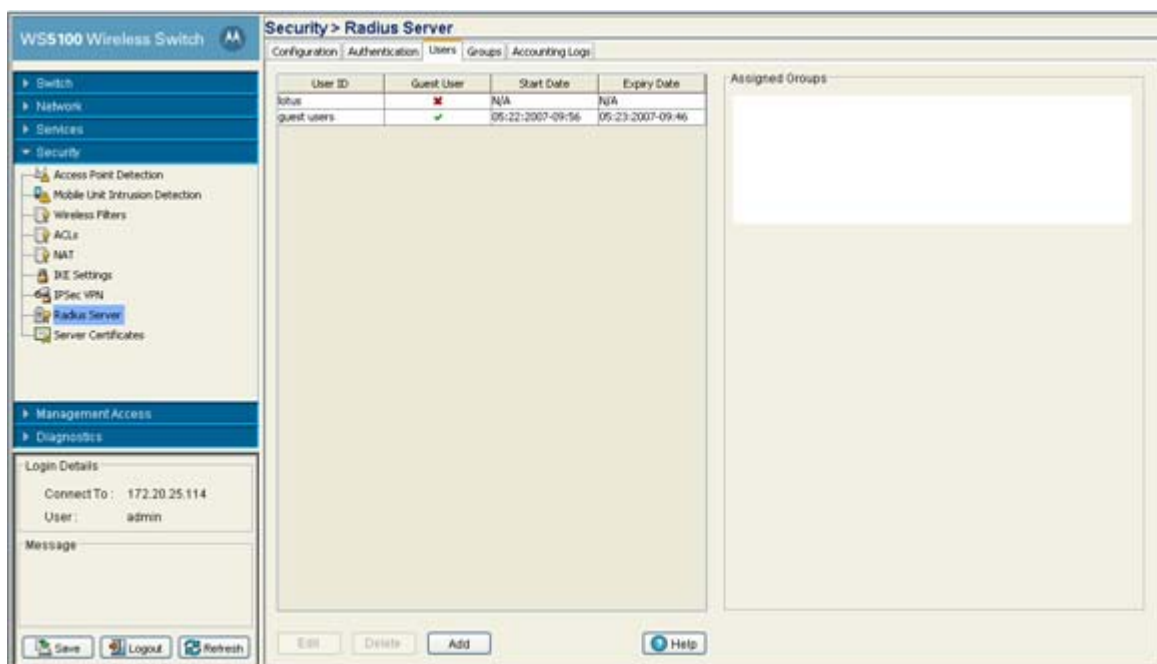 WS5100 Wireless Switch
Security > Radius Server
Configuration Authentication Users Groups Accounting Logs
Switch
Network
Services
Security
Access Point Detection
Mobile Unit Intrusion Detection
Wireless Filters
ACLs
NAT
IKE Settings
IPSec VPN
Radius Server
Server Certificates
Management Access
Diagnostics
Login Details
Connect To : 172.20.25.114
User : admin
Message
Save Logout Refresh
User ID Guest User Start Date Expiry Date
lotus N/A N/A
guest users 05:22:2007-09:56 05:23:2007-09:46
Assigned Groups
Edit Delete Add Help